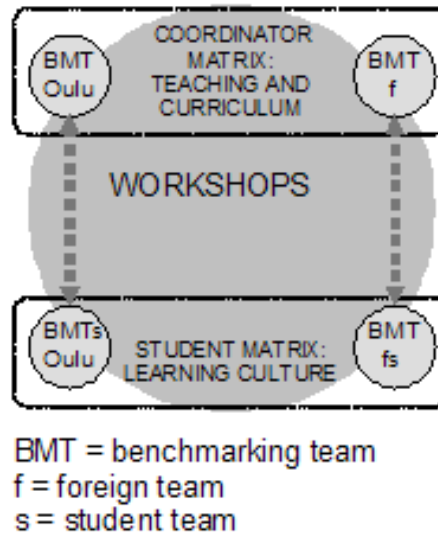 COORDINATOR
MATRIX:
TEACHING AND
CURRICULUM
BMT
Oulu
BMT
f
WORKSHOPS
BMTs
Oulu
STUDENT MATRIX:
LEARNING CULTURE
BMT
fs
BMT = benchmarking team
f = foreign team
s = student team